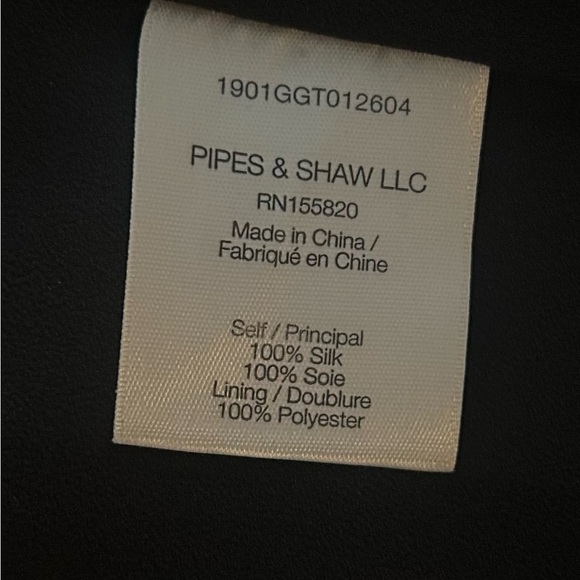 1901GGT012604
PIPES & SHAW LLC
RN155820
Made in China /
Fabriqué en Chine
Self / Principal
100% Silk
100% Soie
Lining / Doublure
100% Polyester